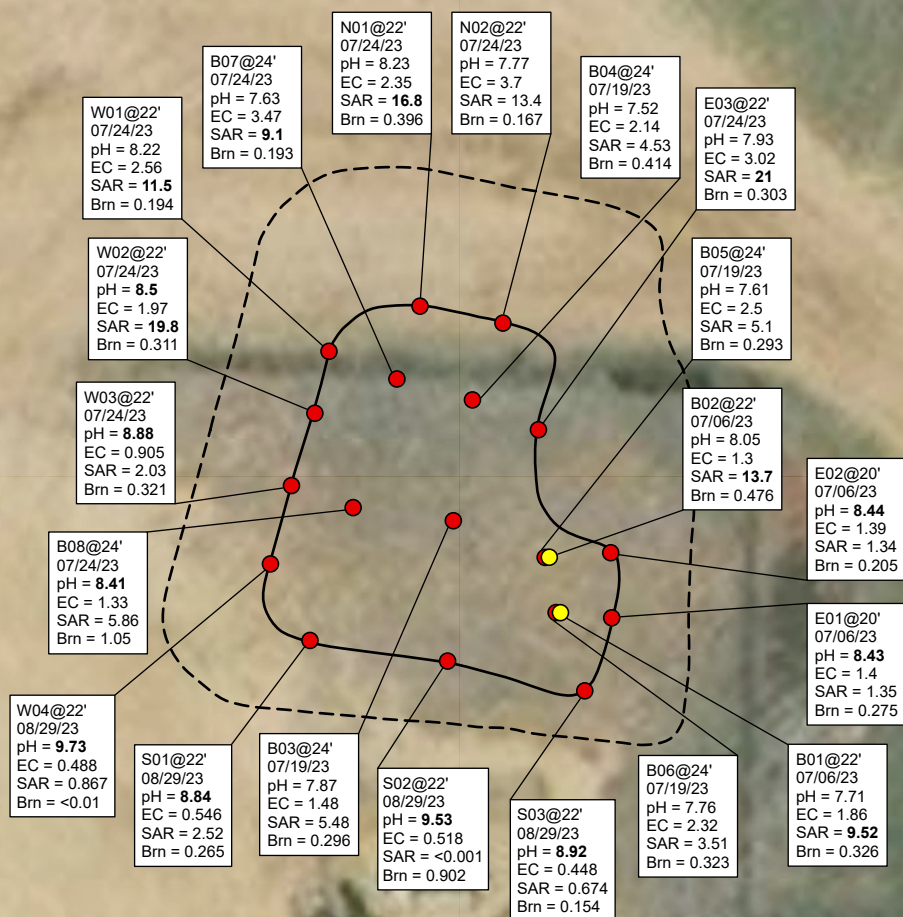 N01@22'
07/24/23
pH = 8.23
EC = 2.35
SAR = 16.8
Brn = 0.396
N02@22'
07/24/23
pH = 7.77
EC = 3.7
SAR = 13.4
Brn = 0.167
B07@24'
07/24/23
pH = 7.63
EC = 3.47
SAR = 9.1
Brn = 0.193
B04@24'
07/19/23
pH = 7.52
EC = 2.14
SAR = 4.53
Brn = 0.414
E03@22'
07/24/23
pH = 7.93
EC = 3.02
SAR = 21
Brn = 0.303
W01@22'
07/24/23
pH = 8.22
EC = 2.56
SAR = 11.5
Brn = 0.194
W02@22'
07/24/23
pH = 8.5
EC = 1.97
SAR = 19.8
Brn = 0.311
B05@24'
07/19/23
pH = 7.61
EC = 2.5
SAR = 5.1
Brn = 0.293
W03@22'
07/24/23
pH = 8.88
EC = 0.905
SAR = 2.03
Brn = 0.321
B02@22'
07/06/23
pH = 8.05
EC = 1.3
SAR = 13.7
Brn = 0.476
E02@20'
07/06/23
pH = 8.44
EC = 1.39
SAR = 1.34
Brn = 0.205
B08@24'
07/24/23
pH = 8.41
EC = 1.33
SAR = 5.86
Brn = 1.05
E01@20'
07/06/23
pH = 8.43
EC = 1.4
SAR = 1.35
Brn = 0.275
W04@22'
08/29/23
pH = 9.73
EC = 0.488
SAR = 0.867
Brn = <0.01
S01@22'
08/29/23
pH = 8.84
EC = 0.546
SAR = 2.52
Brn = 0.265
B03@24'
07/19/23
pH = 7.87
EC = 1.48
SAR = 5.48
Brn = 0.296
S02@22'
08/29/23
pH = 9.53
EC = 0.518
SAR = <0.001
Brn = 0.902
S03@22'
08/29/23
pH = 8.92
EC = 0.448
SAR = 0.674
Brn = 0.154
B06@24'
07/19/23
pH = 7.76
EC = 2.32
SAR = 3.51
Brn = 0.323
B01@22'
07/06/23
pH = 7.71
EC = 1.86
SAR = 9.52
Brn = 0.326